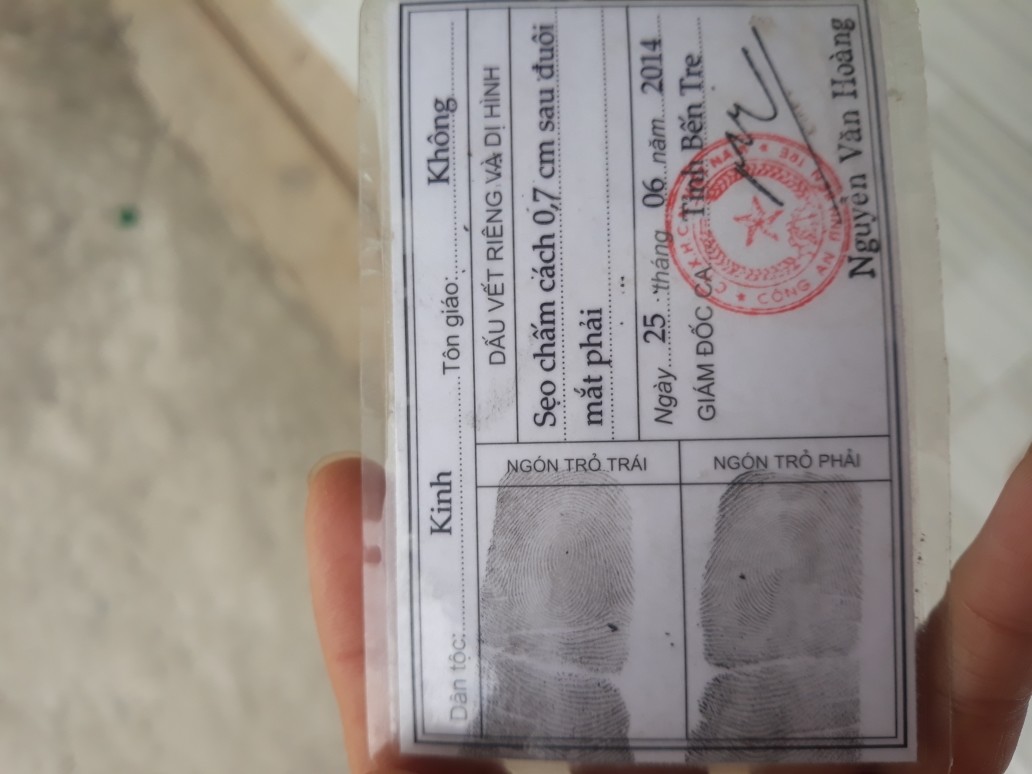 Dân tộc: Kinh Tôn giáo: Không
DẤU VẾT RIÊNG VÀ DỊ HÌNH
Sẹo chấm cách 0,7 cm sau đuôi
mắt phải
Ngày 25 tháng 06 năm 2014
GIÁM ĐỐC CA Tỉnh Bến Tre
CÔNG AN
Nguyễn Văn Hoàng
NGÓN TRỎ TRÁI
NGÓN TRỎ PHẢI